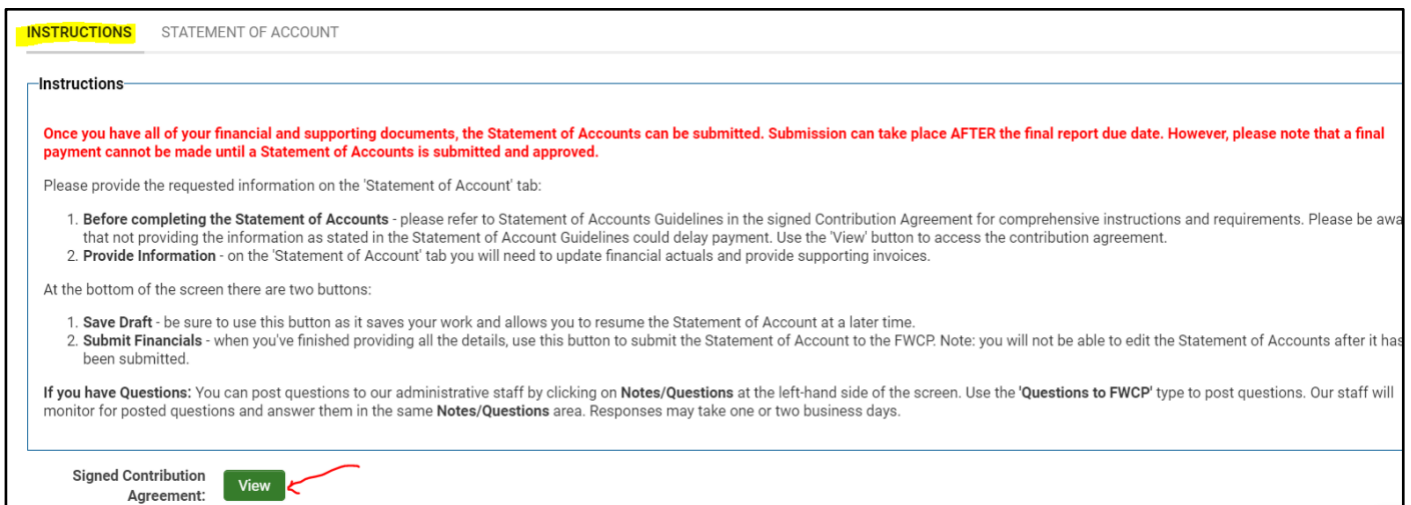 INSTRUCTIONS STATEMENT OF ACCOUNT
Instructions
Once you have all of your financial and supporting documents, the Statement of Accounts can be submitted. Submission can take place AFTER the final report due date. However, please note that a final
payment cannot be made until a Statement of Accounts is submitted and approved.
Please provide the requested information on the 'Statement of Account' tab:
1. Before completing the Statement of Accounts - please refer to Statement of Accounts Guidelines in the signed Contribution Agreement for comprehensive instructions and requirements. Please be awa
that not providing the information as stated in the Statement of Account Guidelines could delay payment. Use the 'View' button to access the contribution agreement.
2. Provide Information - on the 'Statement of Account' tab you will need to update financial actuals and provide supporting invoices.
At the bottom of the screen there are two buttons:
1. Save Draft - be sure to use this button as it saves your work and allows you to resume the Statement of Account at a later time.
2. Submit Financials - when you've finished providing all the details, use this button to submit the Statement of Account to the FWCP. Note: you will not be able to edit the Statement of Accounts after it has
been submitted.
If you have Questions: You can post questions to our administrative staff by clicking on Notes/Questions at the left-hand side of the screen. Use the 'Questions to FWCP' type to post questions. Our staff will
monitor for posted questions and answer them in the same Notes/Questions area. Responses may take one or two business days.
Signed Contribution
Agreement:
View